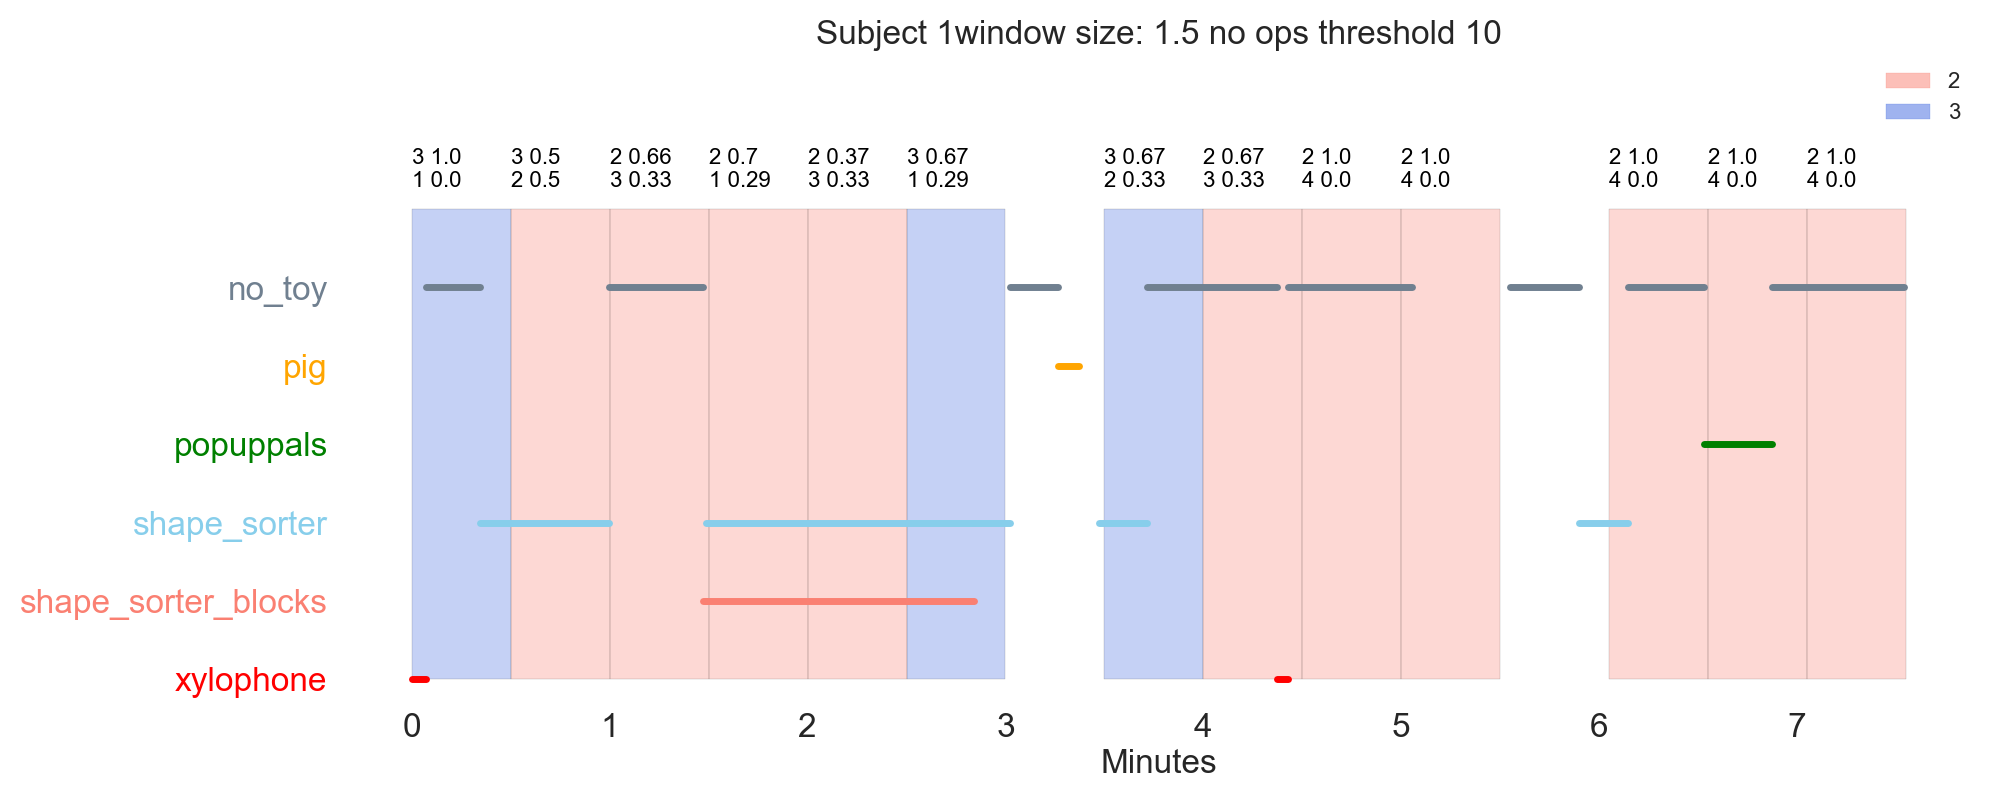 Subject 1window size: 1.5 no ops threshold 10
2
3
3 1.0 3 0.5 2 0.66 2 0.7 2 0.37 3 0.67 3 0.67 2 0.67 2 1.0 2 1.0 2 1.0 2 1.0 2 1.0
1 0.0 2 0.5 3 0.33 1 0.29 3 0.33 1 0.29 2 0.33 3 0.33 4 0.0 4 0.0 4 0.0 4 0.0 4 0.0
no_toy
pig
popuppals
shape_sorter
shape_sorter_blocks
xylophone
0 1 2 3 4 5 6 7
Minutes